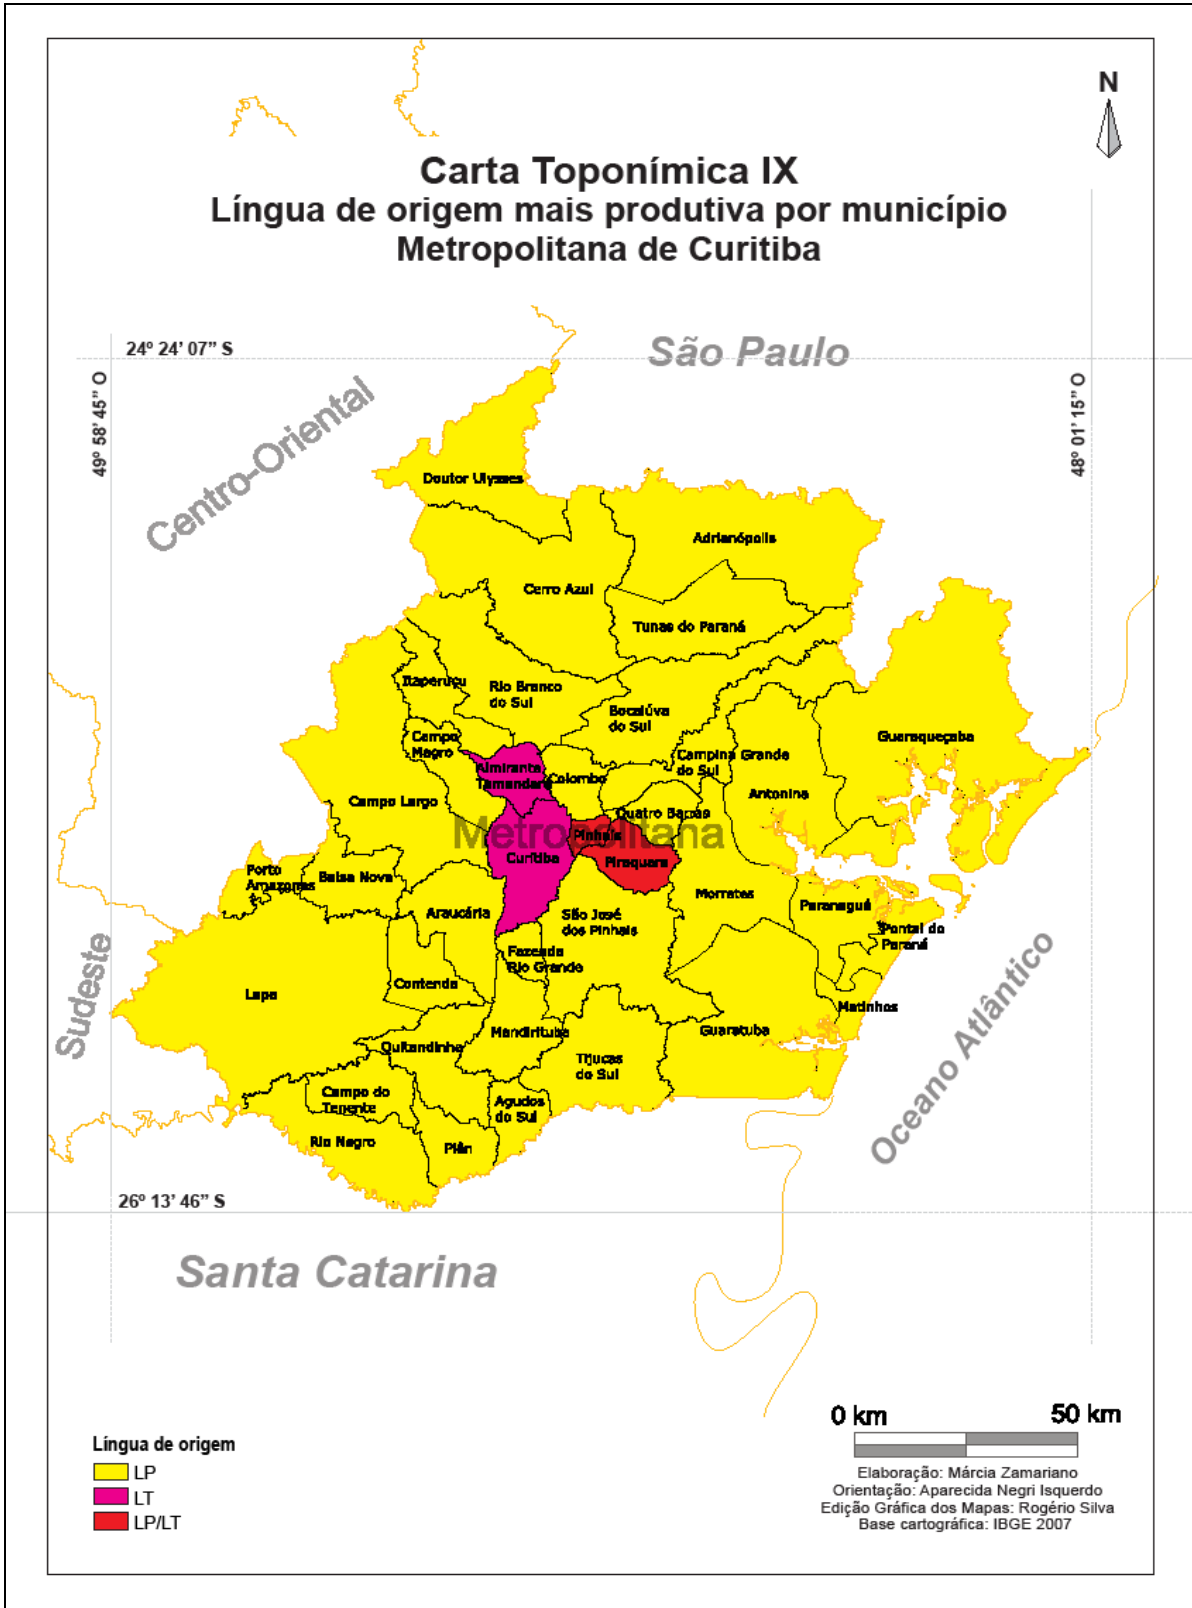 N
Carta Toponímica IX
Língua de origem mais produtiva por município
Metropolitana de Curitiba
24º 24’ 07” S
São Paulo
49º 58’ 45” O
48º 01’ 15” O
Centro-Oriental
Doutor Ulysses
Adrianópolis
Cerro Azul
Tunas do Paraná
Itaperuçu
Rio Branco
do Sul
Bocaiúva
do Sul
Campo
Magro
Guaraqueçaba
Campina Grande
do Sul
Almirante
Tamandaré
Colombo
Antonina
Campo Largo
Quatro Barras
Metropolitana
Pinhais
Curitiba
Piraquara
Porto
Amazonas
Balsa Nova
Morretes
Paranaguá
Araucária
São José
dos Pinhais
Pontal do
Paraná
Fazenda
Rio Grande
Contenda
Lapa
Matinhos
Sudeste
Mandirituba
Guaratuba
Quitandinha
Tijucas
do Sul
Oceano Atlântico
Campo do
Tenente
Agudos
do Sul
Rio Negro
Piên
26º 13’ 46” S
Santa Catarina
0 km
50 km
Língua de origem
LP
LT
LP/LT
Elaboração: Márcia Zamariano
Orientação: Aparecida Negri Isquerdo
Edição Gráfica dos Mapas: Rogério Silva
Base cartográfica: IBGE 2007